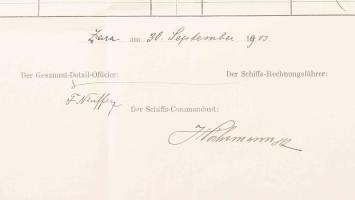 Zara am 30. September 1903.
Der Gesammt-Detail-Officier:
Der Schiffs-Rechnungsführer:
Der Schiffs-Commandant: